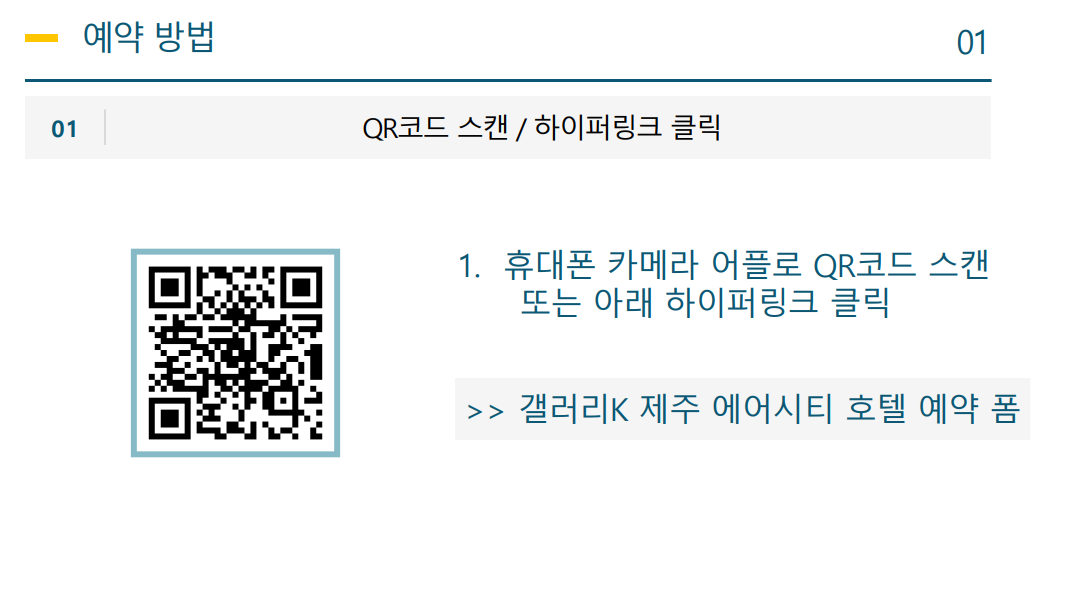 예약 방법
01
01
QR코드 스캔 / 하이퍼링크 클릭
1. 휴대폰 카메라 어플로 QR코드 스캔
또는 아래 하이퍼링크 클릭
>> 갤러리K 제주 에어시티 호텔 예약 폼